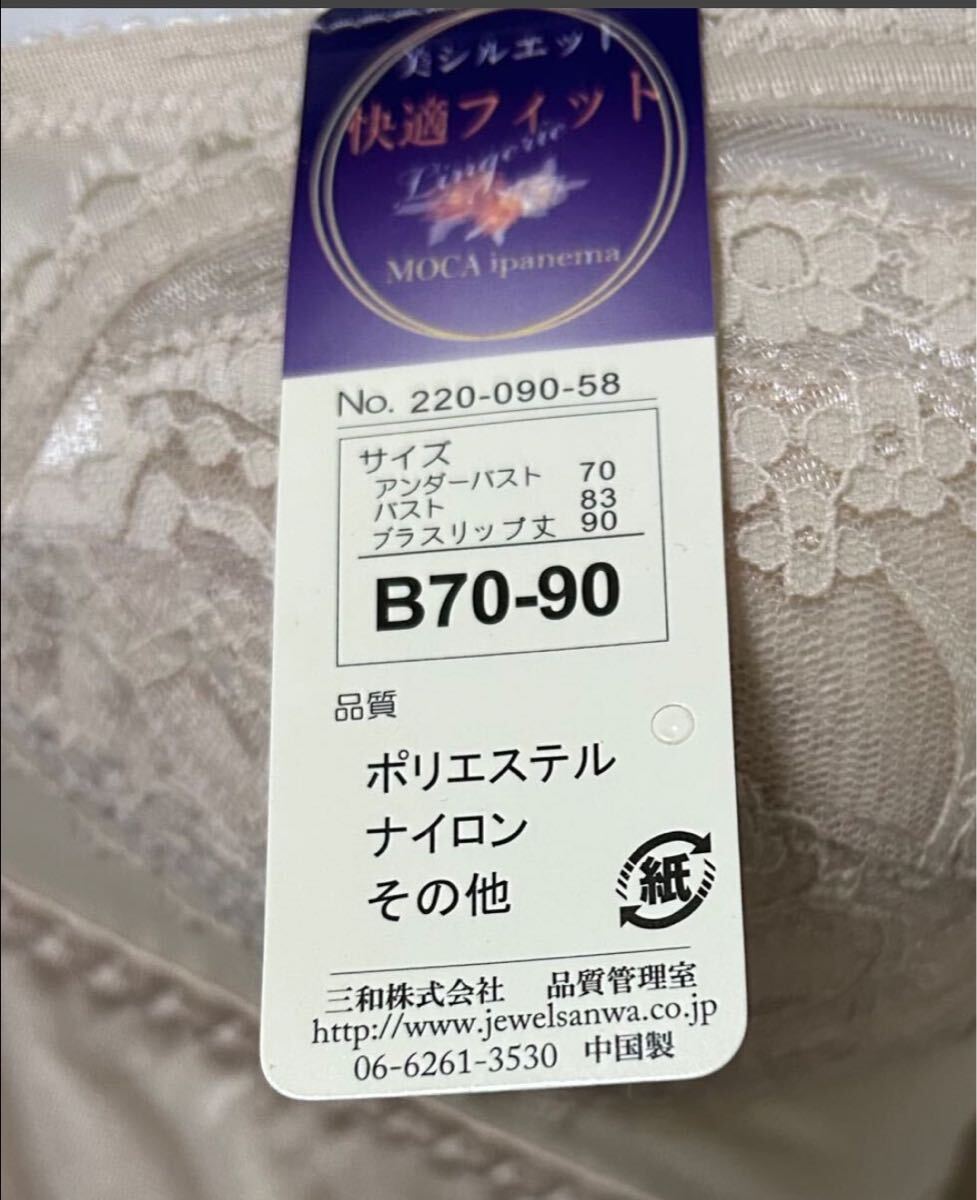 美シルエット
快適フィット
Lingerie
MOCA ipanema
No. 220-090-58
サイズ
アンダーバスト 70
バスト 83
ブラスリップ丈 90
B70-90
品質
ポリエステル
ナイロン
その他
紙
三和株式会社 品質管理室
http://www.jewelsanwa.co.jp
06-6261-3530 中国製